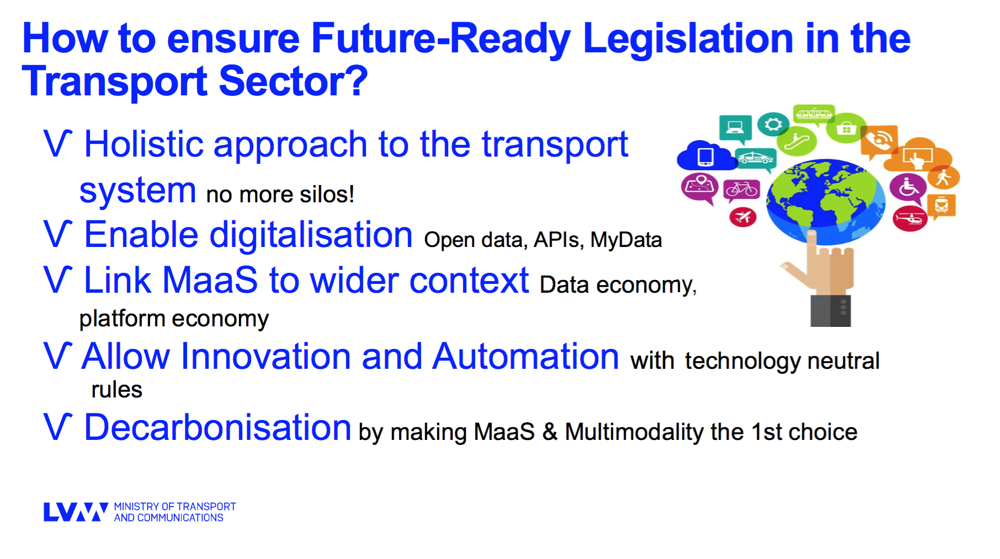 How to ensure Future-Ready Legislation in the
Transport Sector?
√ Holistic approach to the transport
system no more silos!
√ Enable digitalisation Open data, APIs, MyData
√ Link MaaS to wider context Data economy,
platform economy
√ Allow Innovation and Automation with technology neutral
rules
√ Decarbonisation by making MaaS & Multimodality the 1st choice
LVM MINISTRY OF TRANSPORT
AND COMMUNICATIONS